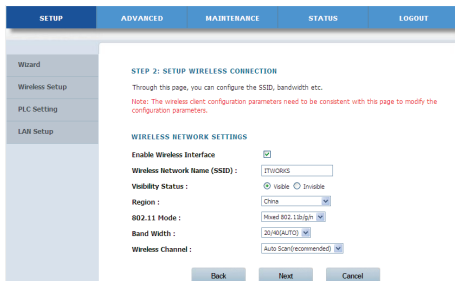 SETUP ADVANCED MAINTENANCE STATUS LOGOUT
Wizard
Wireless Setup
PLC Setting
LAN Setup
STEP 2: SETUP WIRELESS CONNECTION
Through this page, you can configure the SSID, bandwidth etc.
Note: The wireless client configuration parameters need to be consistent with this page to modify the
configuration parameters.
WIRELESS NETWORK SETTINGS
Enable Wireless Interface
Wireless Network Name (SSID) : ITWORKS
Visibility Status : Visible Invisible
Region : China
802.11 Mode : Mixed 802.11b/g/n
Band Width : 20/40(AUTO)
Wireless Channel : Auto Scan(recommended)
Back Next Cancel